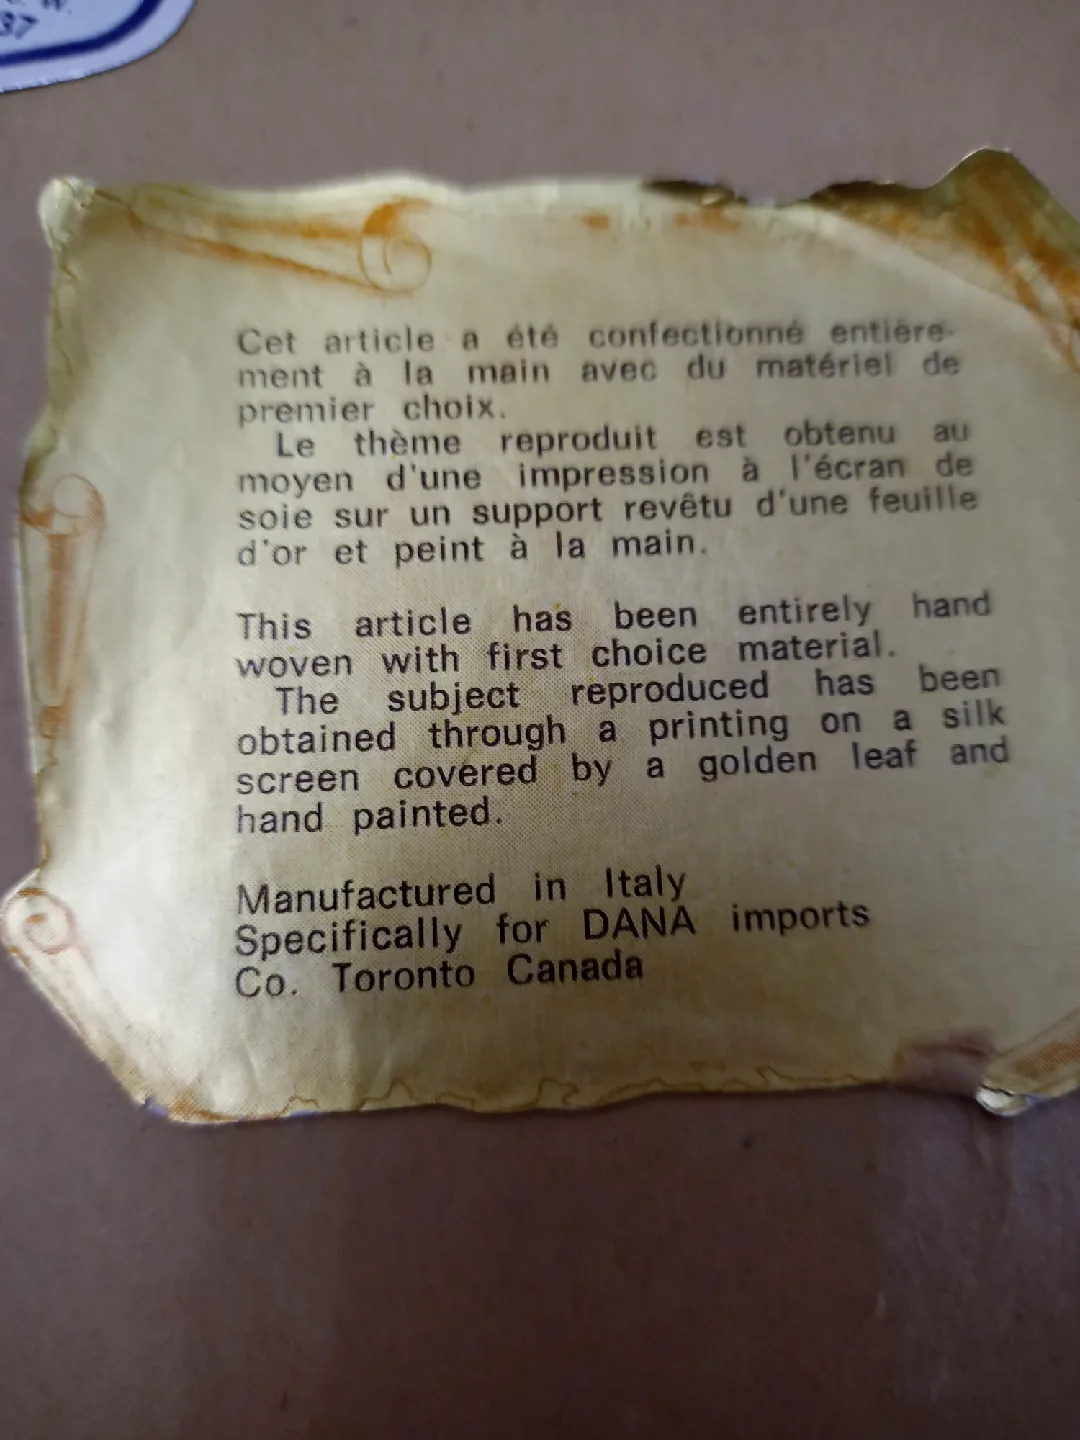 37
Cet article a été confectionné entière-
ment à la main avec du matériel de
premier choix.
Le thème reproduit est obtenu au
moyen d'une impression à l'écran de
soie sur un support revêtu d'une feuille
d'or et peint à la main.
This article has been entirely hand
woven with first choice material.
The subject reproduced has been
obtained through a printing on a silk
screen covered by a golden leaf and
hand painted.
Manufactured in Italy
Specifically for DANA imports
Co. Toronto Canada